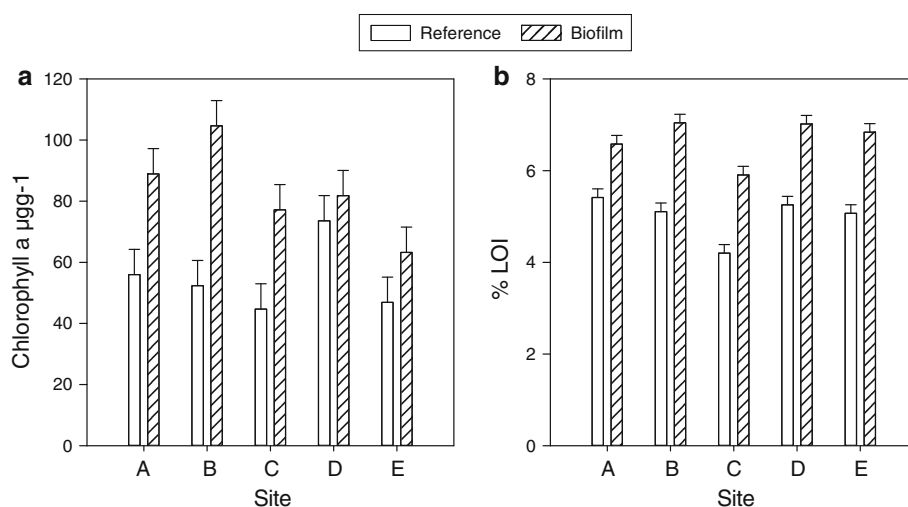 Reference Biofilm
a
120
100
80
60
40
20
0
Chlorophyll a µgg-1
A B C D E
Site
b
8
6
4
2
0
% LOI
A B C D E
Site